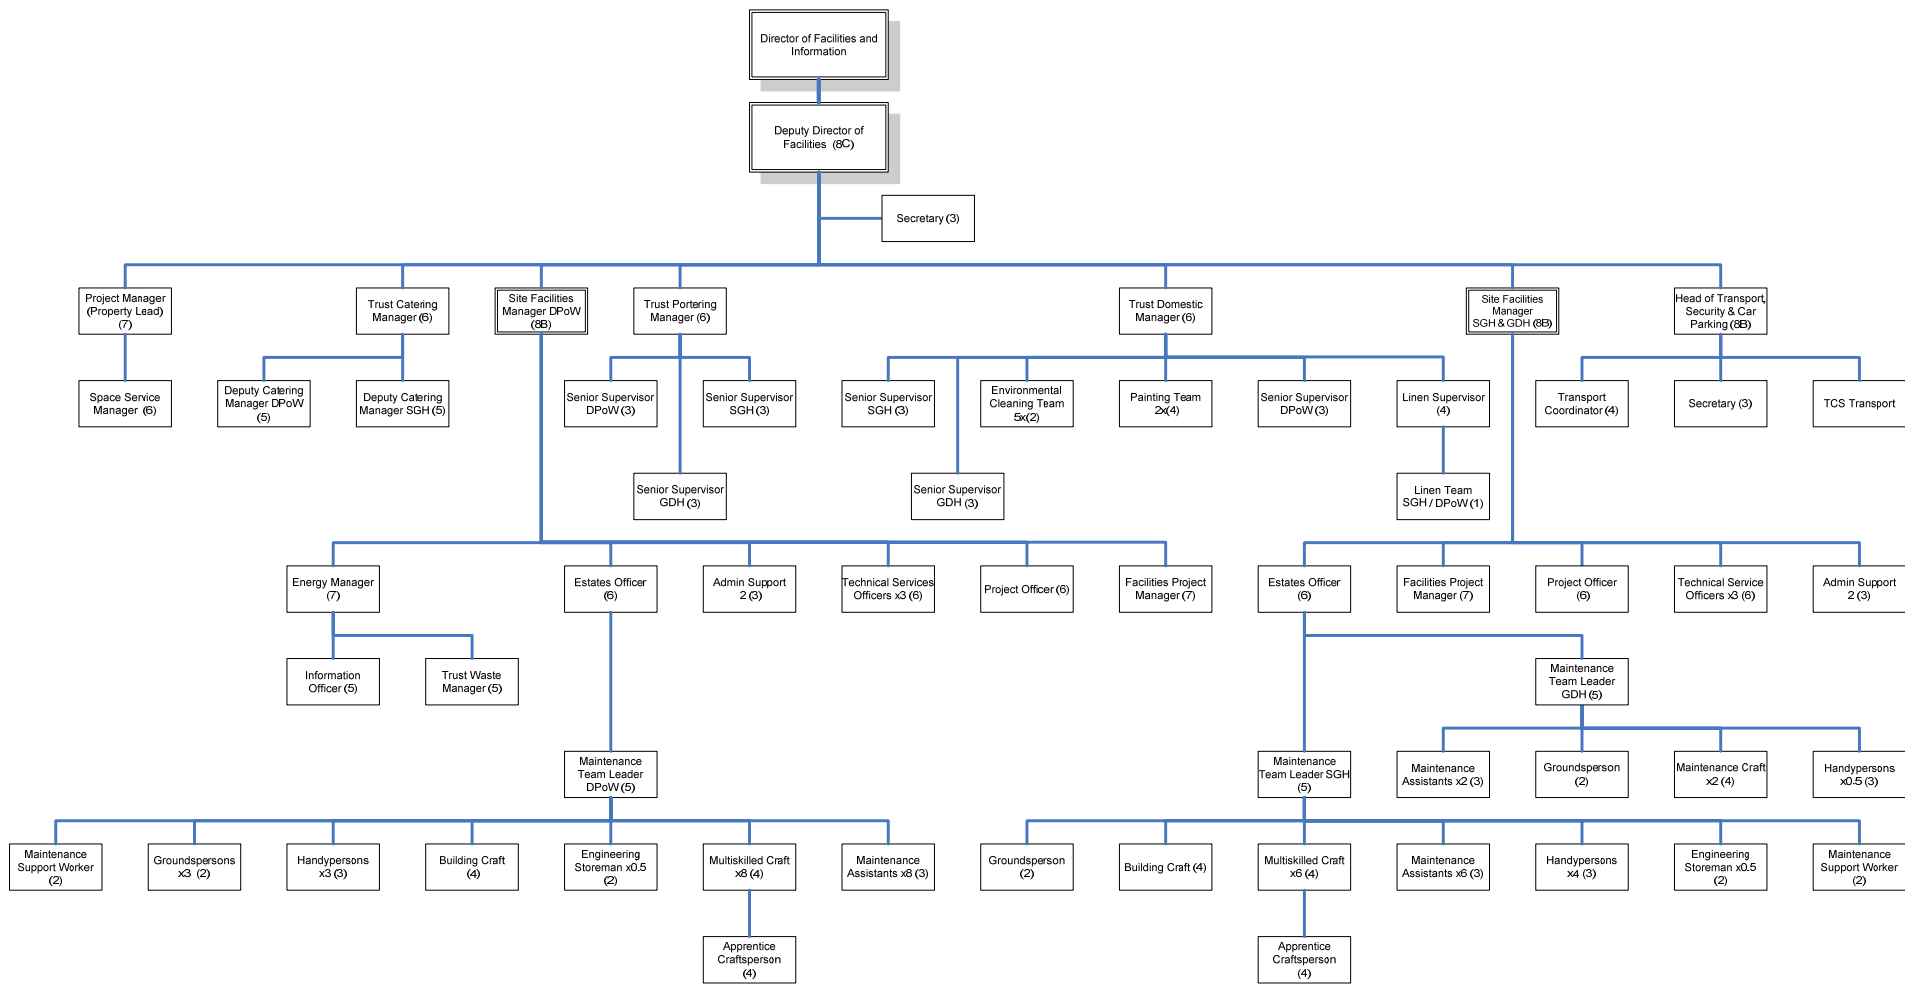 Director of Facilities and
Information
Deputy Director of
Facilities (8C)
Secretary (3)
Project Manager
(Property Lead)
(7)
Trust Catering
Manager (6)
Site Facilities
Manager DPoW
(8B)
Trust Portering
Manager (6)
Trust Domestic
Manager (6)
Site Facilities
Manager
SGH & GDH (8B)
Head of Transport,
Security & Car
Parking (8B)
Space Service
Manager (6)
Deputy Catering
Manager DPoW
(5)
Deputy Catering
Manager SGH (5)
Senior Supervisor
DPoW (3)
Senior Supervisor
SGH (3)
Senior Supervisor
SGH (3)
Environmental
Cleaning Team
5x(2)
Painting Team
2x(4)
Senior Supervisor
DPoW (3)
Linen Supervisor
(4)
Transport
Coordinator (4)
Secretary (3)
TCS Transport
Senior Supervisor
GDH (3)
Senior Supervisor
GDH (3)
Linen Team
SGH / DPoW (1)
Energy Manager
(7)
Estates Officer
(6)
Admin Support
2 (3)
Technical Services
Officers x3 (6)
Project Officer (6)
Facilities Project
Manager (7)
Estates Officer
(6)
Facilities Project
Manager (7)
Project Officer
(6)
Technical Service
Officers x3 (6)
Admin Support
2 (3)
Information
Officer (5)
Trust Waste
Manager (5)
Maintenance
Team Leader
GDH (5)
Maintenance
Team Leader
DPoW (5)
Maintenance
Team Leader SGH
(5)
Maintenance
Assistants x2 (3)
Groundsperson
(2)
Maintenance Craft
x2 (4)
Handypersons
x0.5 (3)
Maintenance
Support Worker
(2)
Groundspersons
x3 (2)
Handypersons
x3 (3)
Building Craft
(4)
Engineering
Storeman x0.5
(2)
Multiskilled Craft
x8 (4)
Maintenance
Assistants x8 (3)
Groundsperson
(2)
Building Craft (4)
Multiskilled Craft
x6 (4)
Maintenance
Assistants x6 (3)
Handypersons
x4 (3)
Engineering
Storeman x0.5
(2)
Maintenance
Support Worker
(2)
Apprentice
Craftsperson
(4)
Apprentice
Craftsperson
(4)